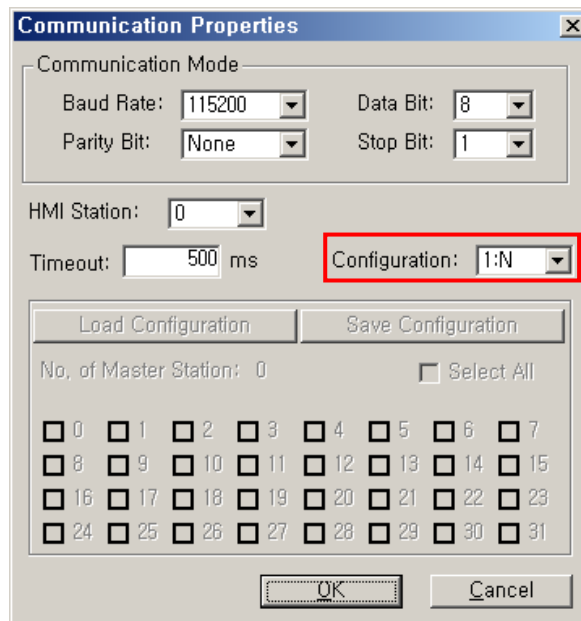 Communication Properties
Communication Mode
Baud Rate: 115200 Data Bit: 8
Parity Bit: None Stop Bit: 1
HMI Station: 0
Timeout: 500 ms Configuration: 1:N
Load Configuration Save Configuration
No, of Master Station: 0 Select All
0 1 2 3 4 5 6 7
8 9 10 11 12 13 14 15
16 17 18 19 20 21 22 23
24 25 26 27 28 29 30 31
OK Cancel